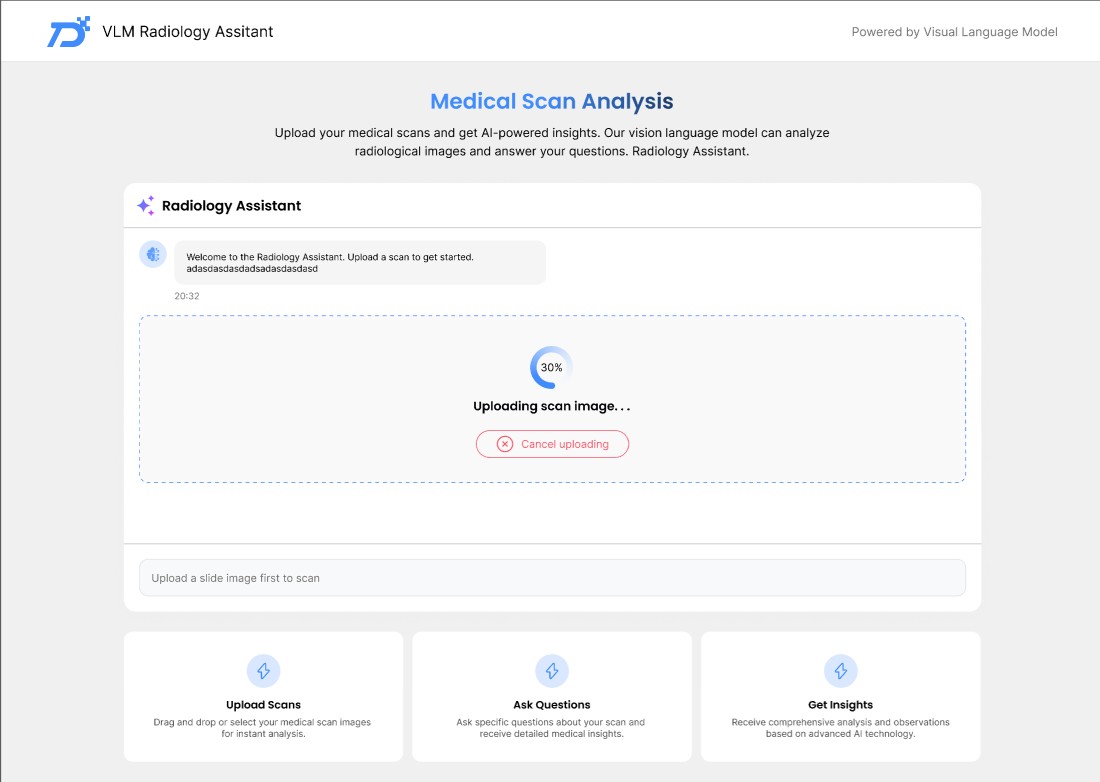 VLM Radiology Assitant
Powered by Visual Language Model
Medical Scan Analysis
Upload your medical scans and get AI-powered insights. Our vision language model can analyze
radiological images and answer your questions. Radiology Assistant.
Radiology Assistant
Welcome to the Radiology Assistant. Upload a scan to get started.
adasdasdasdadsadasdasdasd
20:32
30%
Uploading scan image. . .
Cancel uploading
Upload a slide image first to scan
Upload Scans
Drag and drop or select your medical scan images
for instant analysis.
Ask Questions
Ask specific questions about your scan and
receive detailed medical insights.
Get Insights
Receive comprehensive analysis and observations
based on advanced AI technology.